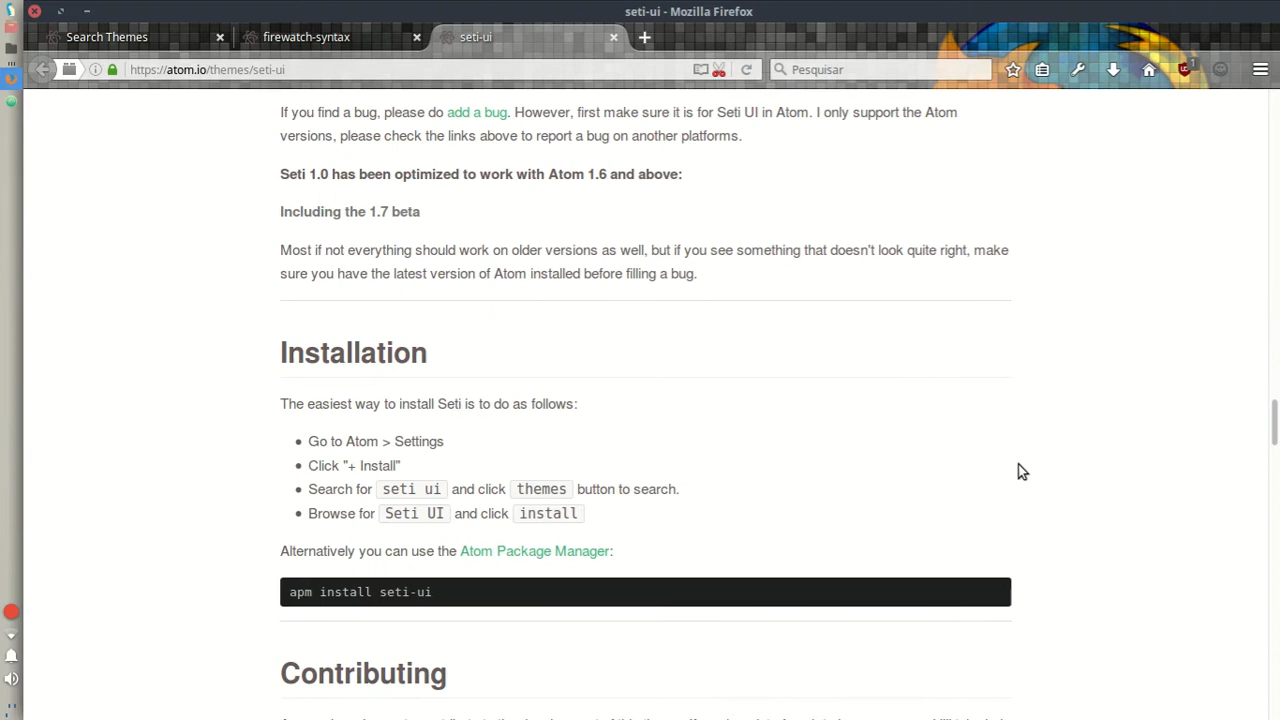 seti-ui - Mozilla Firefox
Search Themes
firewatch-syntax
seti-ui
https://atom.io/themes/seti-ui
Pesquisar
1
If you find a bug, please do add a bug. However, first make sure it is for Seti UI in Atom. I only support the Atom
versions, please check the links above to report a bug on another platforms.
Seti 1.0 has been optimized to work with Atom 1.6 and above:
Including the 1.7 beta
Most if not everything should work on older versions as well, but if you see something that doesn't look quite right, make
sure you have the latest version of Atom installed before filling a bug.
Installation
The easiest way to install Seti is to do as follows:
Go to Atom > Settings
Click "+ Install"
Search for seti ui and click themes button to search.
Browse for Seti UI and click install
Alternatively you can use the Atom Package Manager:
apm install seti-ui
Contributing